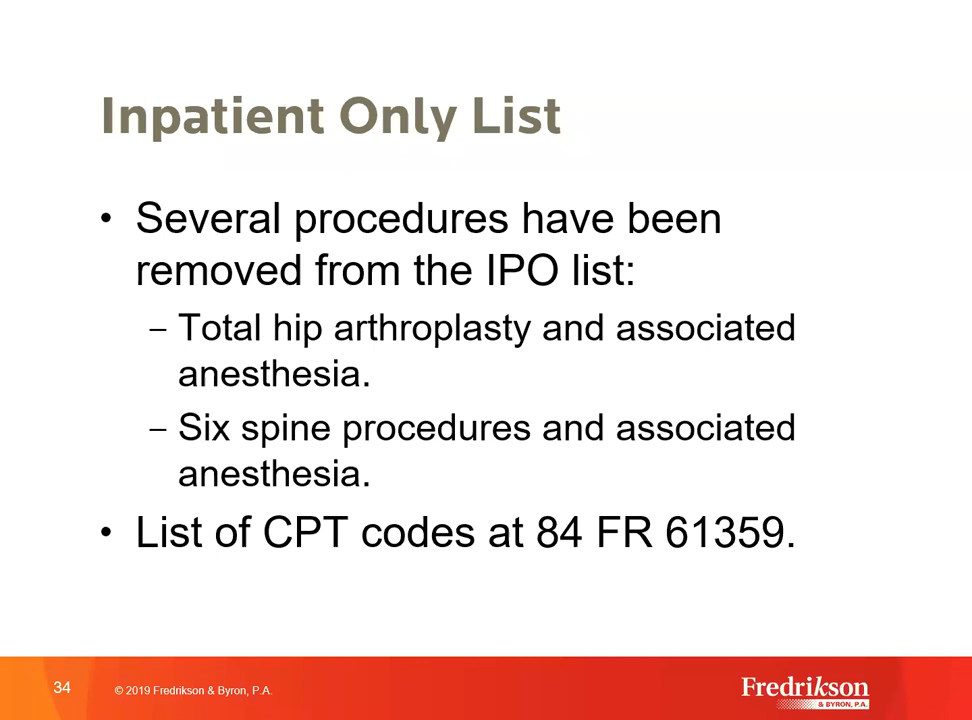 Inpatient Only List
• Several procedures have been
removed from the IPO list:
– Total hip arthroplasty and associated
anesthesia.
– Six spine procedures and associated
anesthesia.
• List of CPT codes at 84 FR 61359.
34
© 2019 Fredrikson & Byron, P.A.
Fredrikson
& BYRON, P.A.